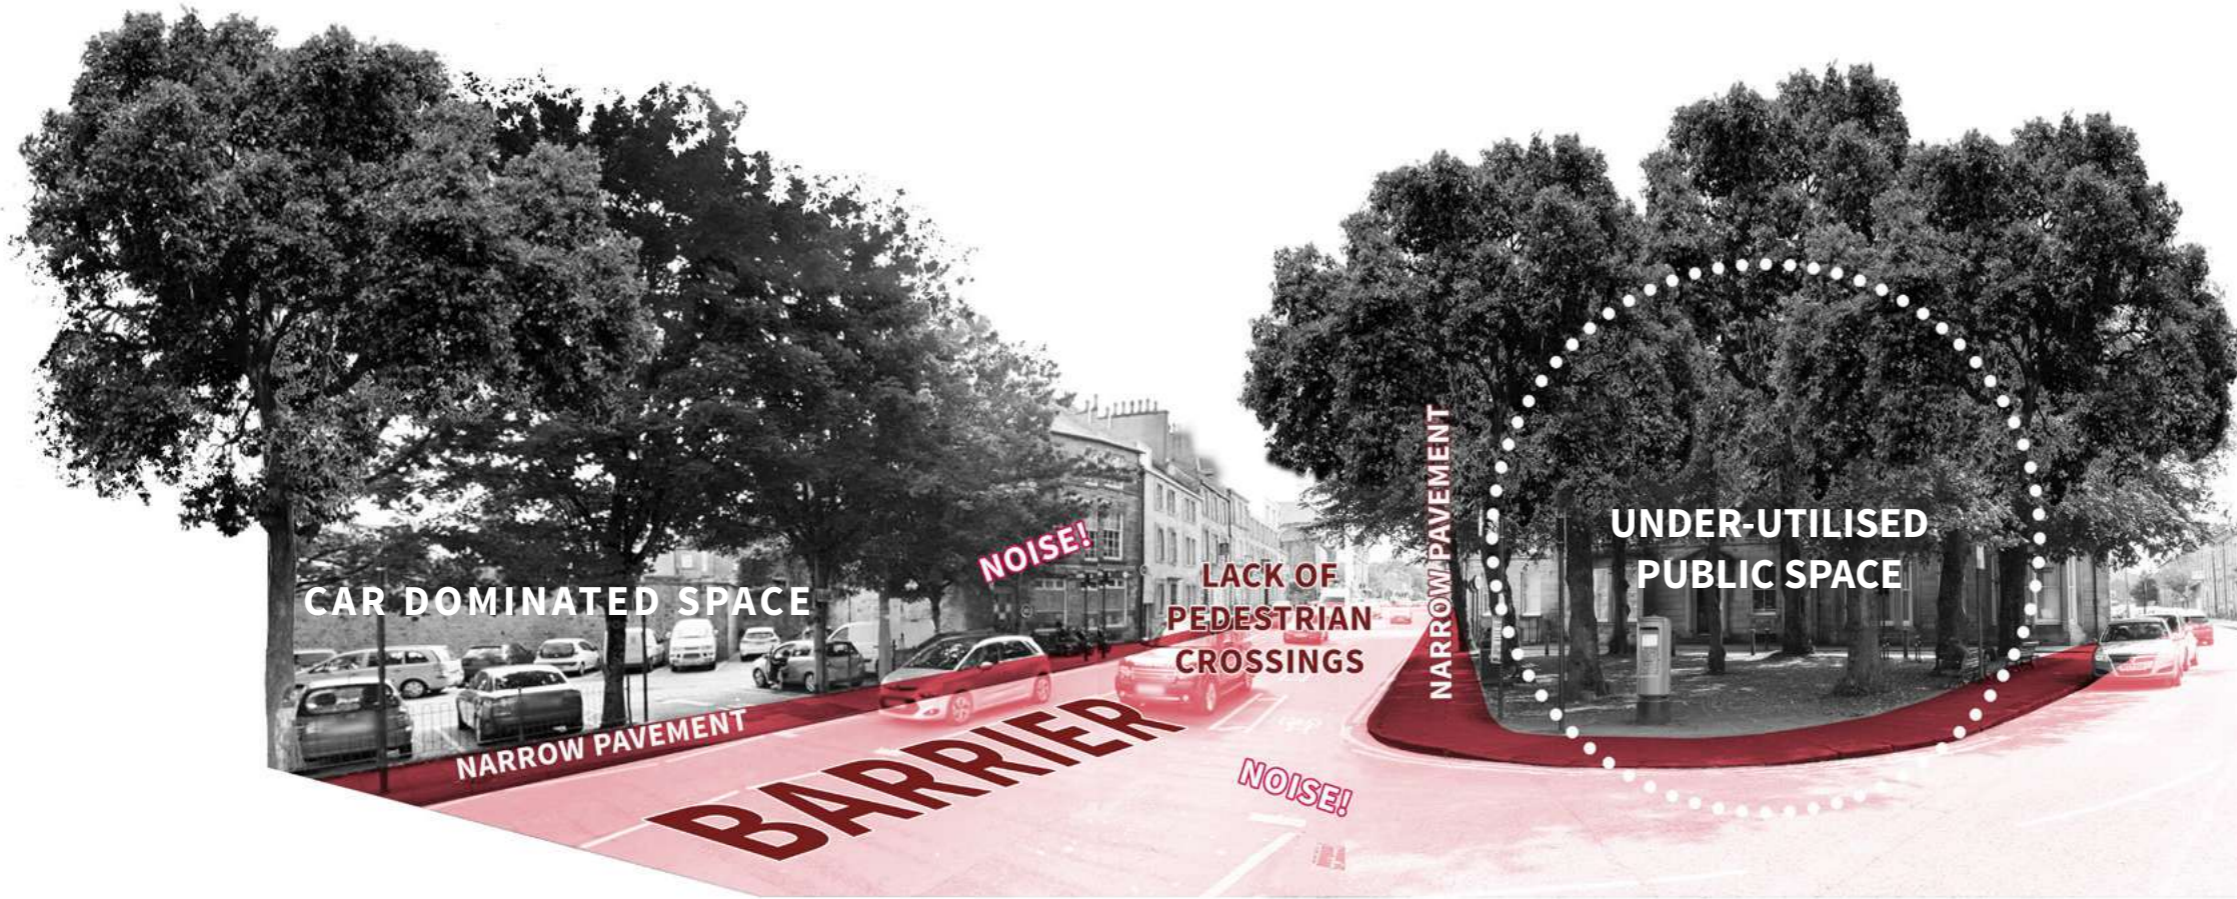 CAR DOMINATED SPACE
NARROW PAVEMENT
NOISE!
BARRIER
LACK OF
PEDESTRIAN
CROSSINGS
NOISE!
NARROW PAVEMENT
UNDER-UTILISED
PUBLIC SPACE